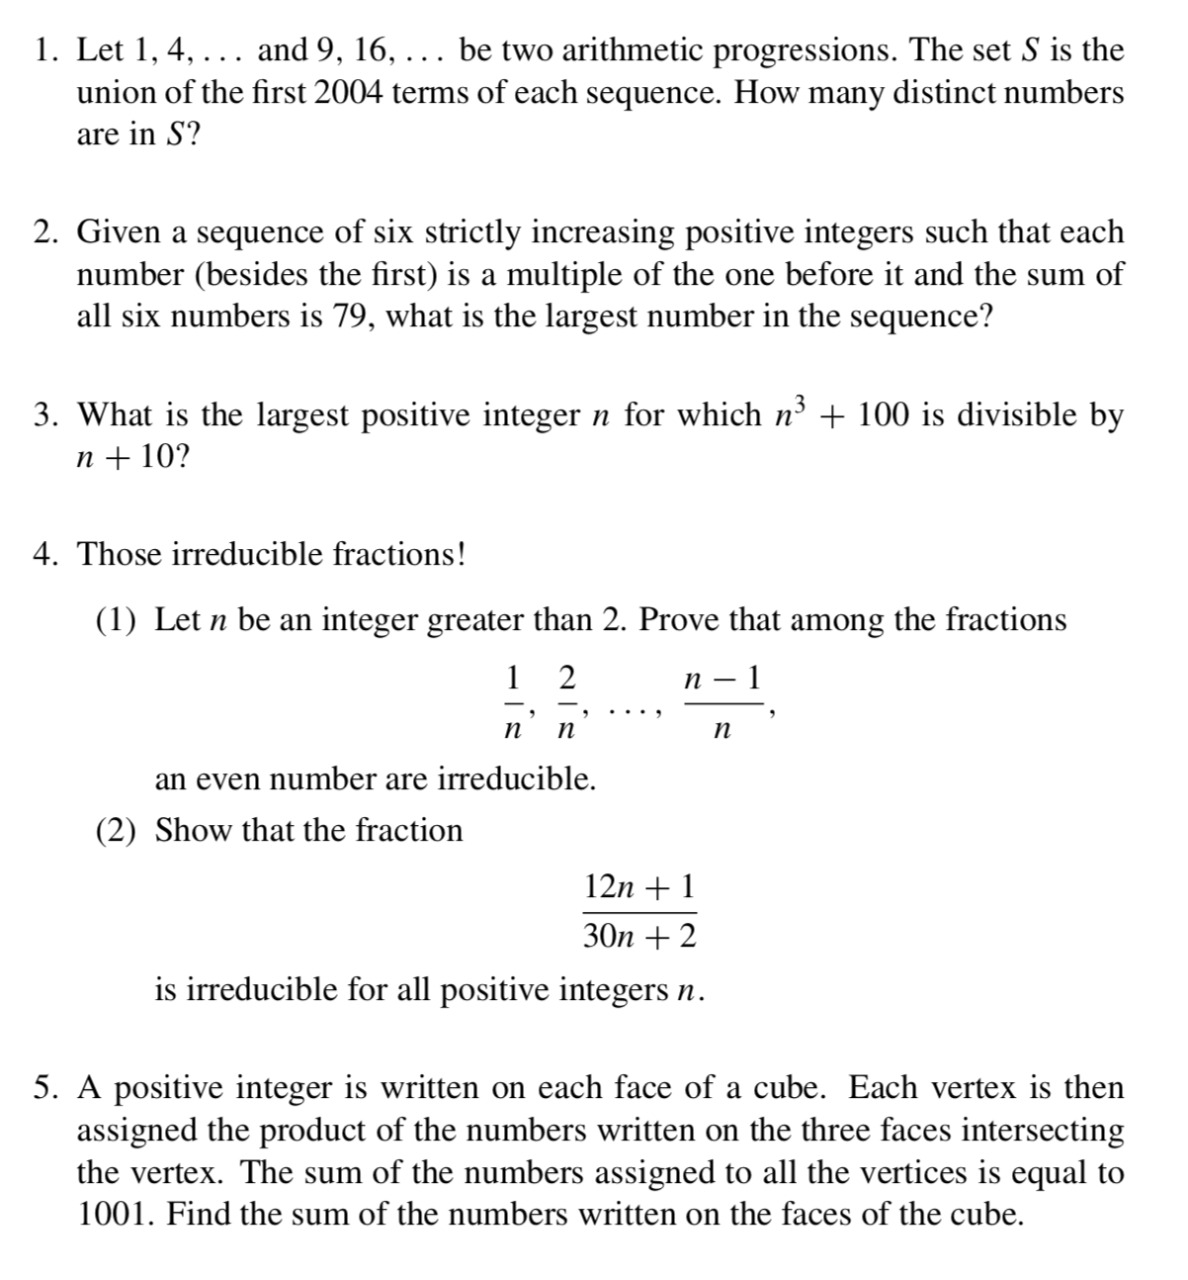 1. Let 1, 4, ... and 9, 16, ... be two arithmetic progressions. The set S is the
union of the first 2004 terms of each sequence. How many distinct numbers
are in S?
2. Given a sequence of six strictly increasing positive integers such that each
number (besides the first) is a multiple of the one before it and the sum of
all six numbers is 79, what is the largest number in the sequence?
3. What is the largest positive integer n for which n³ + 100 is divisible by
n + 10?
4. Those irreducible fractions!
(1) Let n be an integer greater than 2. Prove that among the fractions
1/n, 2/n, ..., (n − 1)/n,
an even number are irreducible.
(2) Show that the fraction
(12n + 1)/(30n + 2)
is irreducible for all positive integers n.
5. A positive integer is written on each face of a cube. Each vertex is then
assigned the product of the numbers written on the three faces intersecting
the vertex. The sum of the numbers assigned to all the vertices is equal to
1001. Find the sum of the numbers written on the faces of the cube.